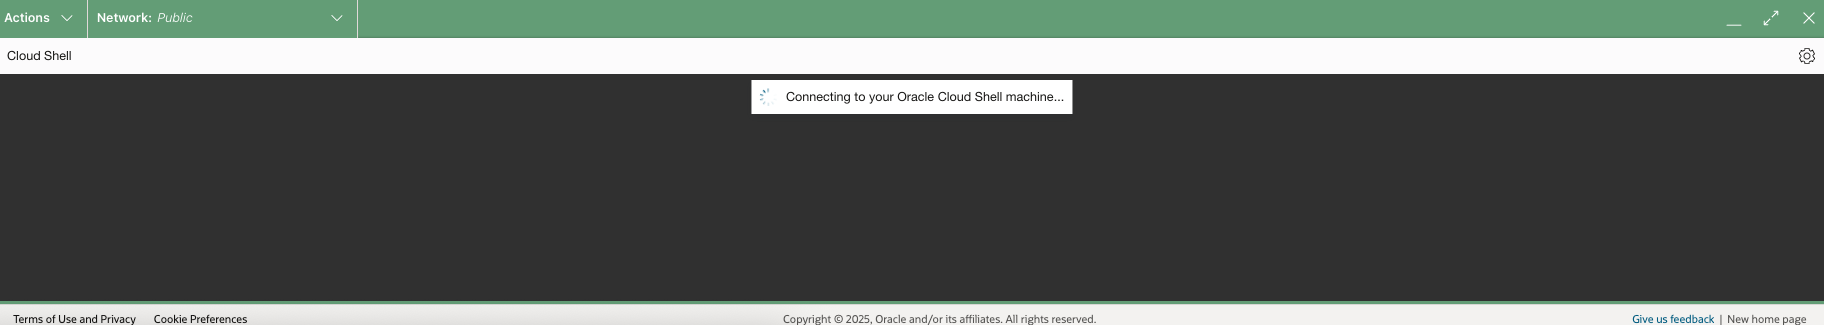 Actions Network: Public
Cloud Shell
Connecting to your Oracle Cloud Shell machine...
Terms of Use and Privacy Cookie Preferences Copyright © 2025, Oracle and/or its affiliates. All rights reserved. Give us feedback | New home page